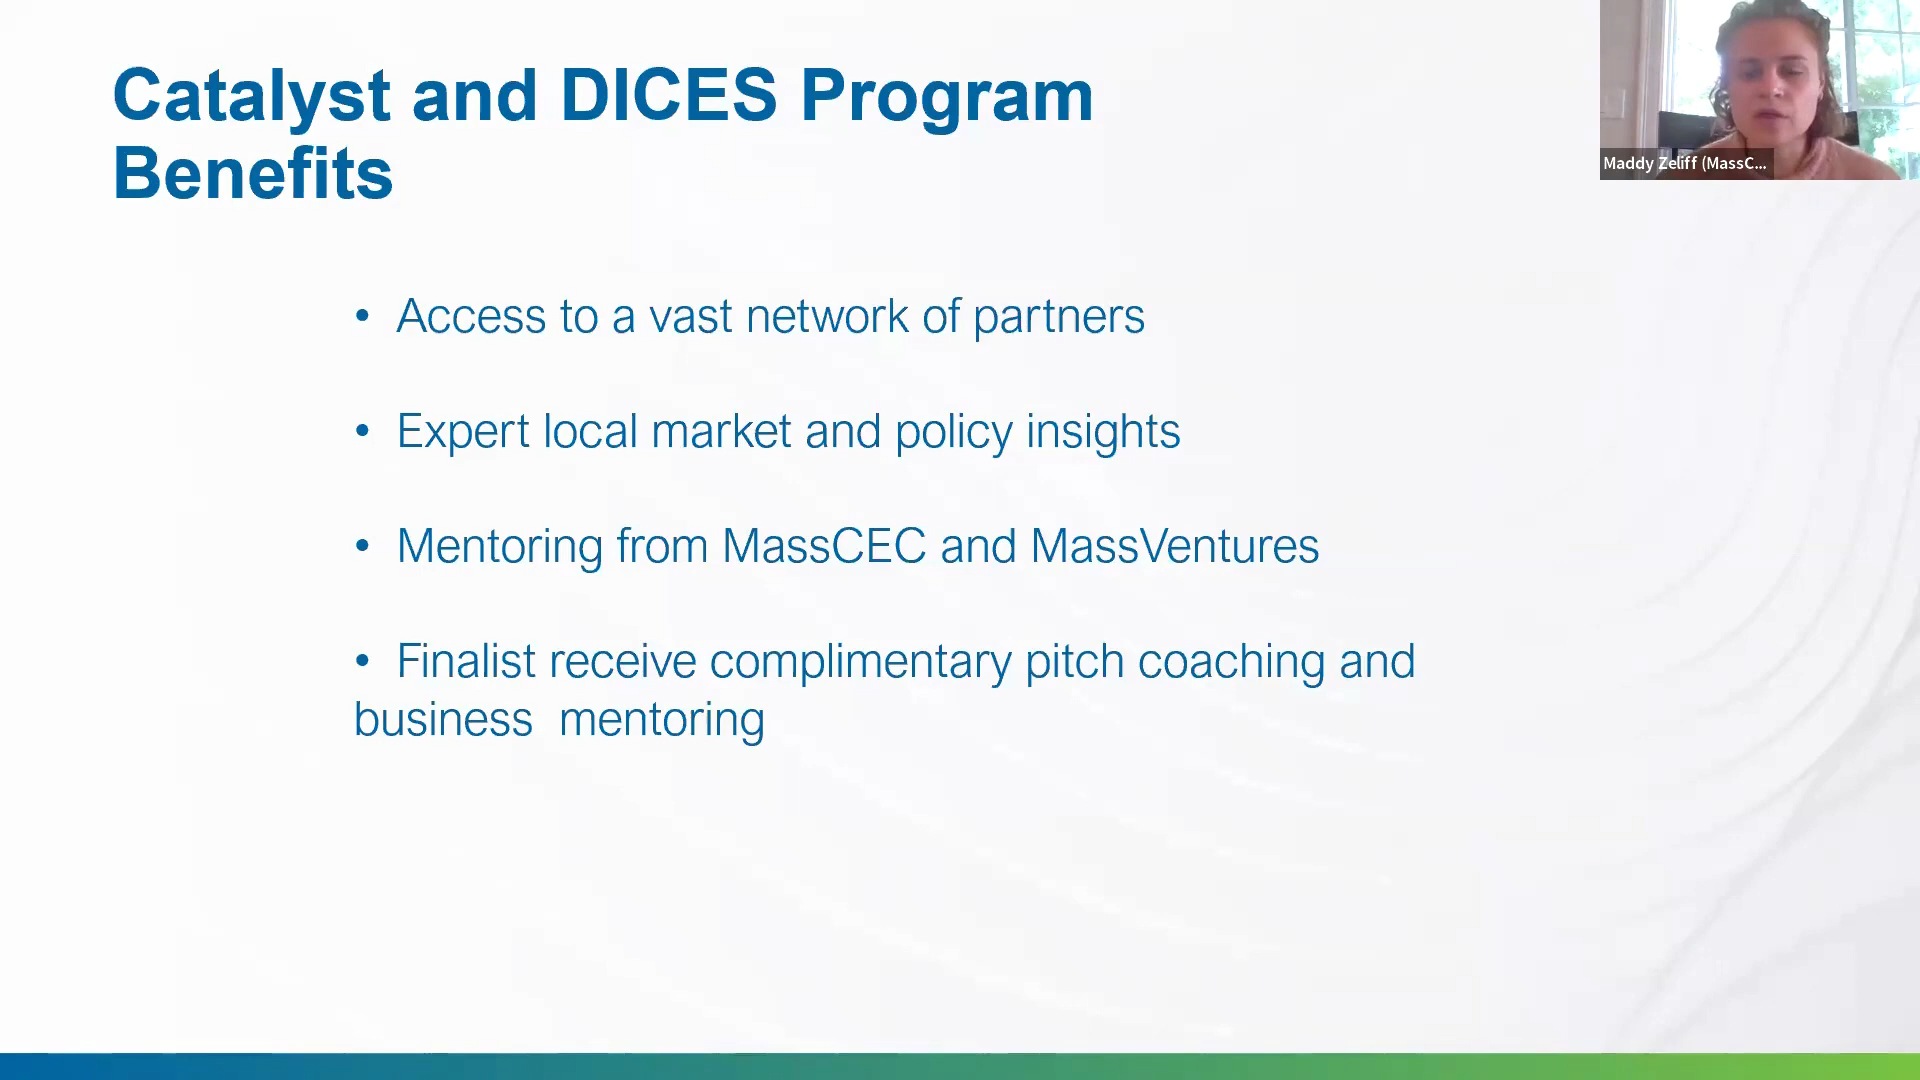 Catalyst and DICES Program
Benefits
• Access to a vast network of partners
• Expert local market and policy insights
• Mentoring from MassCEC and MassVentures
• Finalist receive complimentary pitch coaching and
business  mentoring
Maddy Zeliff (MassC...